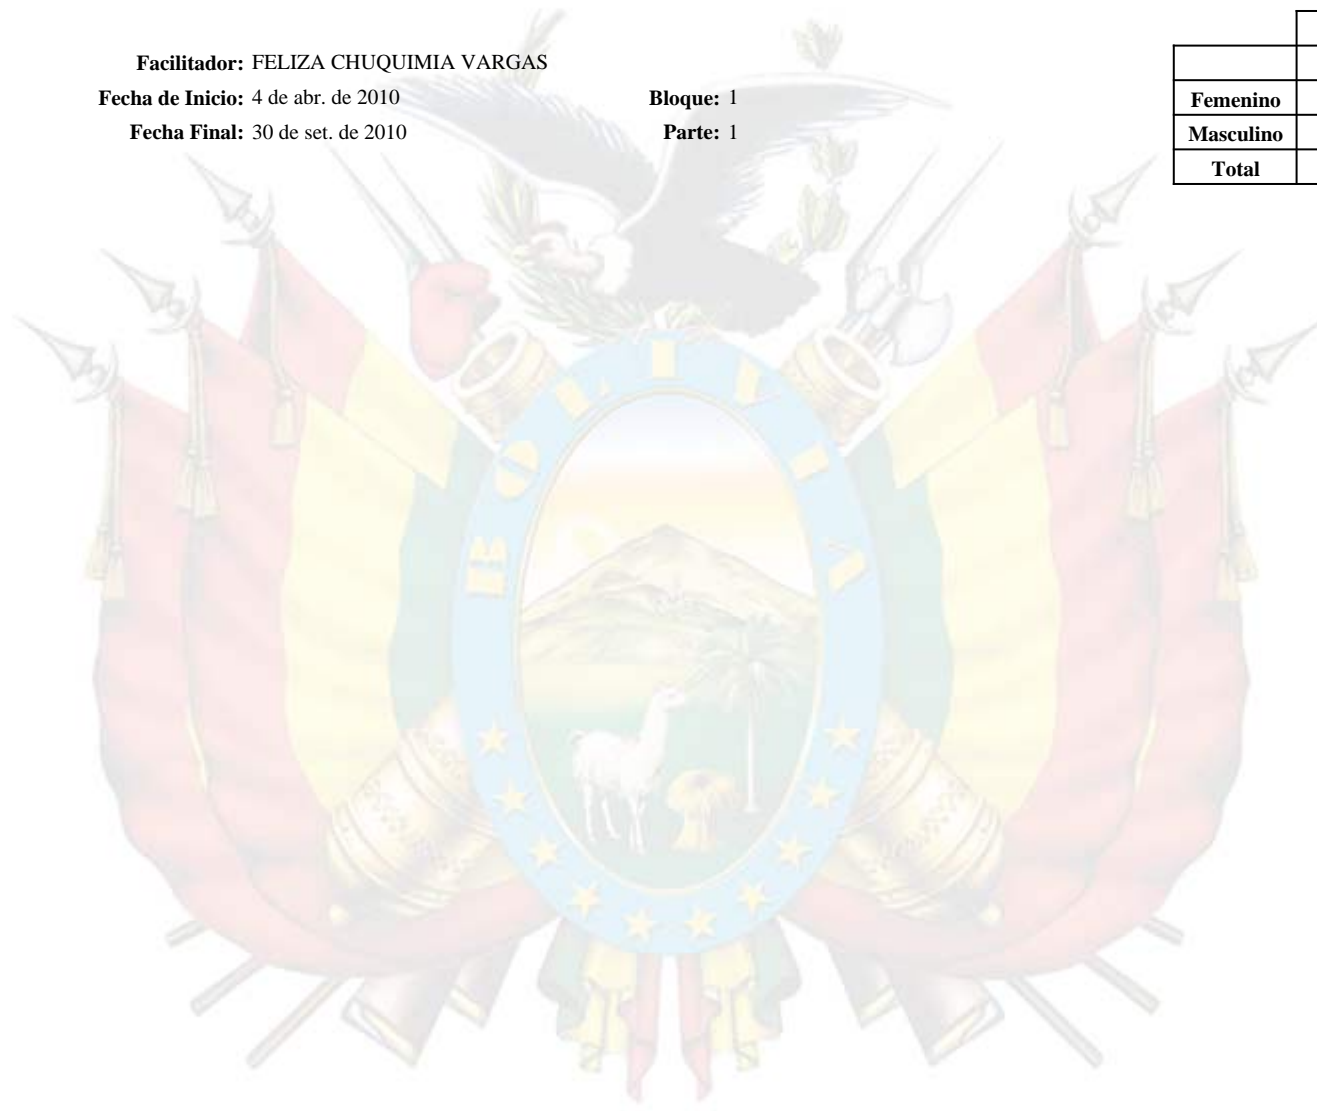 Facilitador: FELIZA CHUQUIMIA VARGAS
Fecha de Inicio: 4 de abr. de 2010 Bloque: 1
Fecha Final: 30 de set. de 2010 Parte: 1
Femenino
Masculino
Total
BOLIVIA